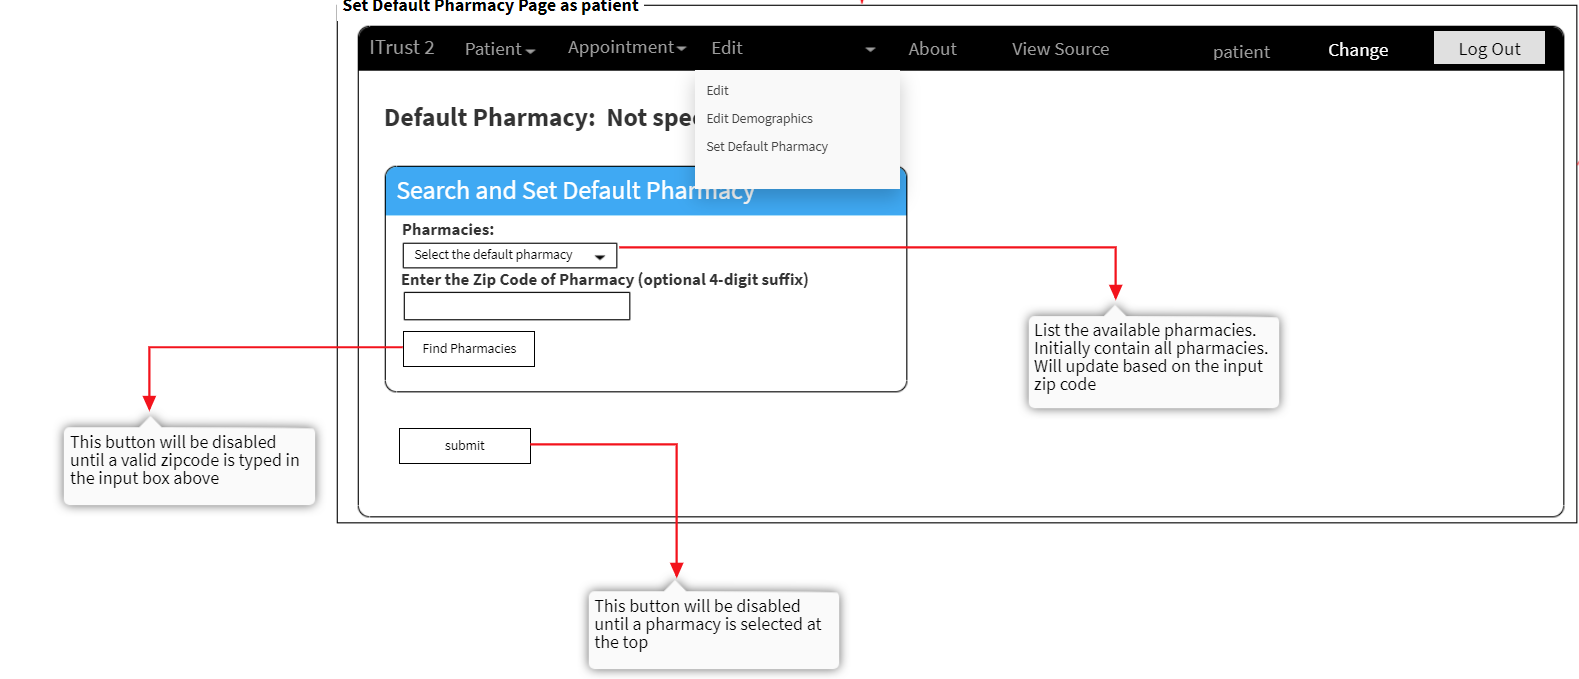 Set Default Pharmacy Page as patient
ITrust 2 Patient Appointment Edit About View Source patient Change Log Out
Edit
Edit Demographics
Set Default Pharmacy
Default Pharmacy: Not spe
Search and Set Default Pharmacy
Pharmacies:
Select the default pharmacy
Enter the Zip Code of Pharmacy (optional 4-digit suffix)
Find Pharmacies
submit
List the available pharmacies.
Initially contain all pharmacies.
Will update based on the input
zip code
This button will be disabled
until a valid zipcode is typed in
the input box above
This button will be disabled
until a pharmacy is selected at
the top